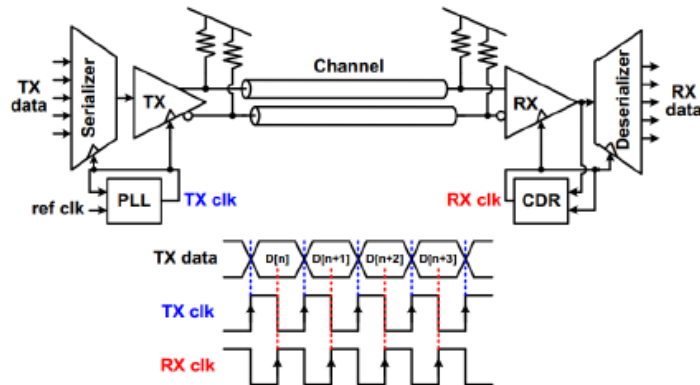 Channel
TX data
Serializer
TX
RX
Deserializer
RX data
ref clk
PLL
TX clk
RX clk
CDR
TX data
D[n]
D[n+1]
D[n+2]
D[n+3]
TX clk
RX clk